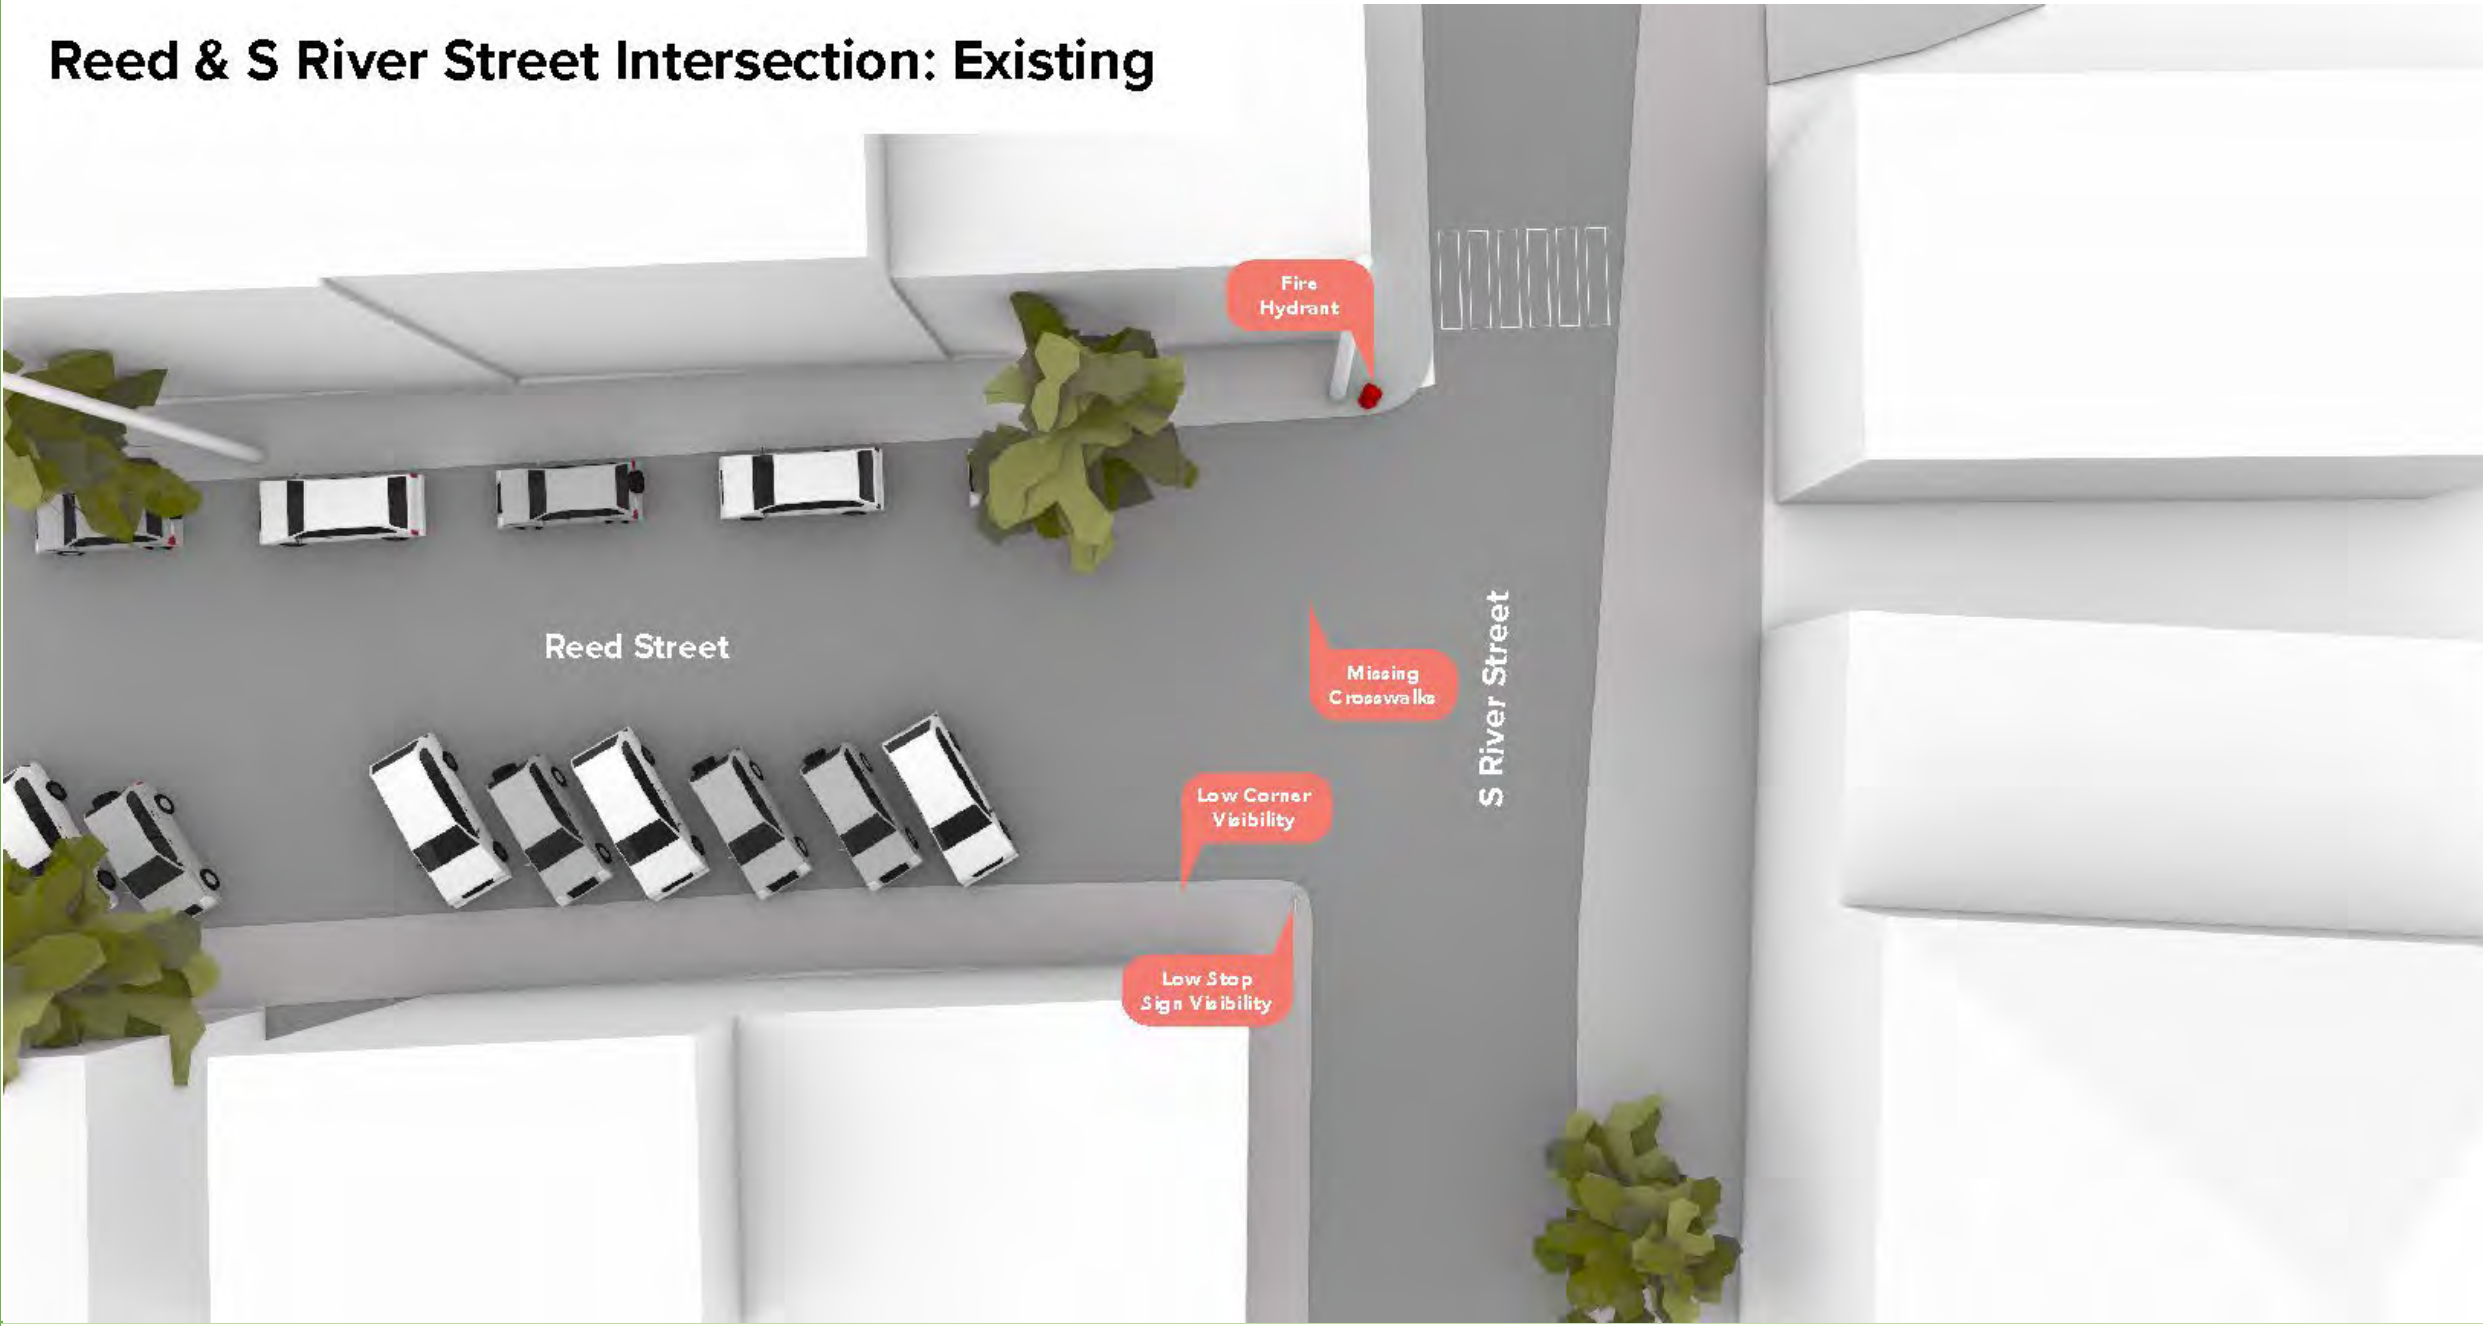 Reed & S River Street Intersection: Existing
Fire
Hydrant
Reed Street
S River Street
Missing
Crosswalks
Low Corner
Visibility
Low Stop
Sign Visibility